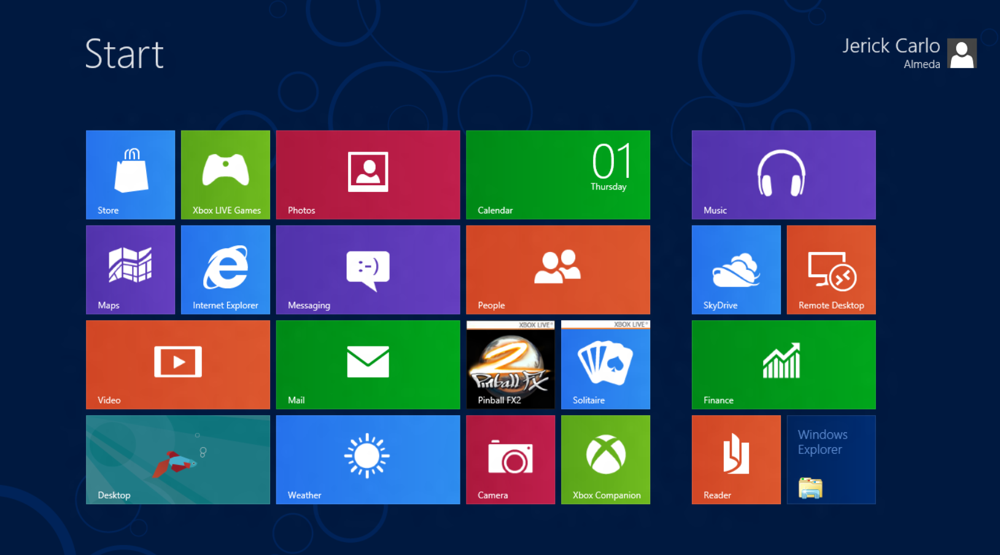 Start
Jerick Carlo
Almeda
Store
Xbox LIVE Games
Photos
01
Thursday
Calendar
Music
Maps
Internet Explorer
:-)
Messaging
People
SkyDrive
Remote Desktop
Video
Mail
XBOX LIVE®
2
Pinball FX
Pinball FX2
XBOX LIVE®
Solitaire
Finance
Desktop
Weather
Camera
Xbox Companion
Reader
Windows
Explorer